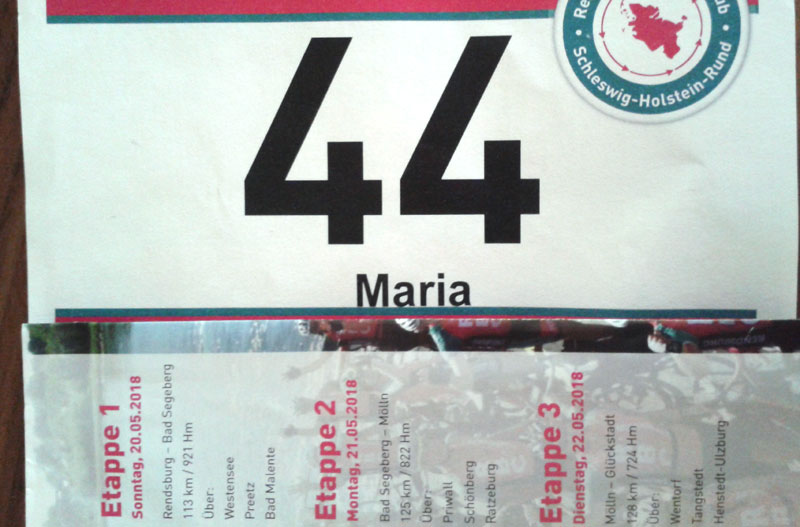 Schleswig-Holstein-Rund
44
Maria
Etappe 1
Sonntag, 20.05.2018
Rendsburg – Bad Segeberg
113 km / 921 Hm
Über:
Westensee
Preetz
Bad Malente
Etappe 2
Montag, 21.05.2018
Bad Segeberg – Mölln
125 km / 822 Hm
Über:
Priwall
Schönberg
Ratzeburg
Etappe 3
Dienstag, 22.05.2018
Mölln – Glückstadt
128 km / 724 Hm
Über:
Wentorf
Tangstedt
Henstedt-Ulzburg